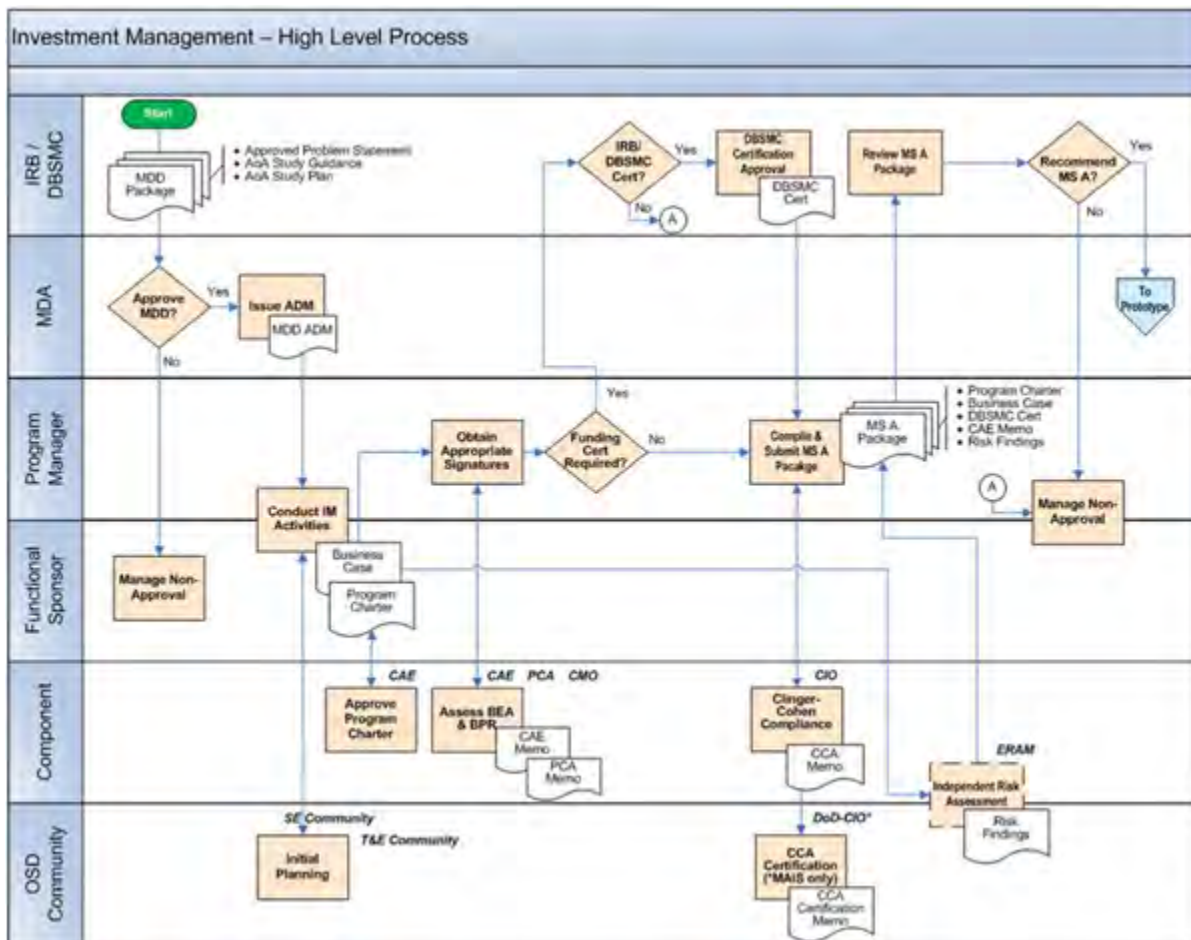 Investment Management – High Level Process
IRB /
DBSMC
Start
MDD
Package
• Approved Problem Statement
• AoA Study Guidance
• AoA Study Plan
IRB/
DBSMC
Cert?
Yes
No
A
DBSMC
Certification
Approval
DBSMC
Cert
Review MS A
Package
Recommend
MS A?
Yes
No
MDA
Approve
MDD?
Yes
No
Issue ADM
MDD ADM
To
Prototype
Program
Manager
Conduct IM
Activities
Obtain
Appropriate
Signatures
Funding
Cert
Required?
Yes
No
Compile &
Submit MS A
Pacakge
MS A
Package
• Program Charter
• Business Case
• DBSMC Cert
• CAE Memo
• Risk Findings
A
Manage Non-
Approval
Functional
Sponsor
Manage Non-
Approval
Business
Case
Program
Charter
Component
CAE
Approve
Program
Charter
CAE PCA CMO
Assess BEA
& BPR
CAE
Memo
PCA
Memo
CIO
Clinger-
Cohen
Compliance
CCA
Memo
ERAM
Independent Risk
Assessment
Risk
Findings
OSD
Community
SE Community
T&E Community
Initial
Planning
DoD-CIO*
CCA
Certification
(*MAIS only)
CCA
Certification
Memo